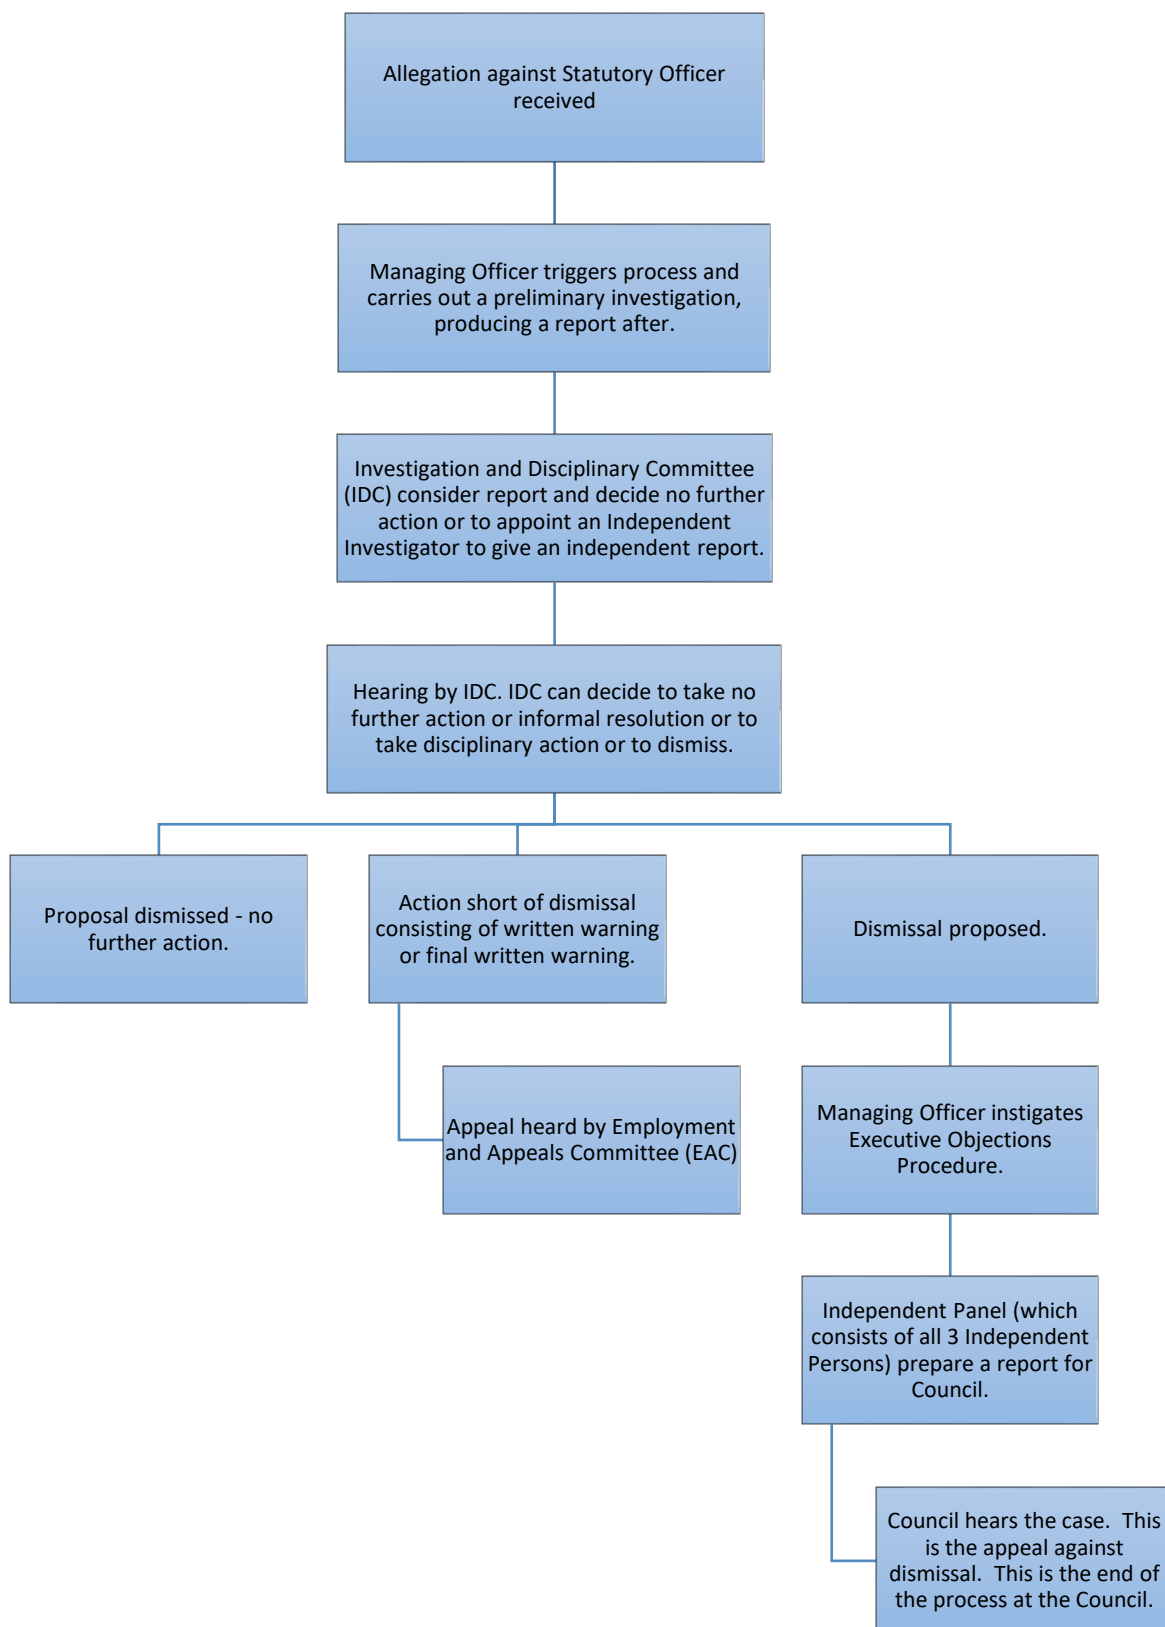 Allegation against Statutory Officer
received
Managing Officer triggers process and
carries out a preliminary investigation,
producing a report after.
Investigation and Disciplinary Committee
(IDC) consider report and decide no further
action or to appoint an Independent
Investigator to give an independent report.
Hearing by IDC. IDC can decide to take no
further action or informal resolution or to
take disciplinary action or to dismiss.
Proposal dismissed - no
further action.
Action short of dismissal
consisting of written warning
or final written warning.
Dismissal proposed.
Appeal heard by Employment
and Appeals Committee (EAC)
Managing Officer instigates
Executive Objections
Procedure.
Independent Panel (which
consists of all 3 Independent
Persons) prepare a report for
Council.
Council hears the case.  This
is the appeal against
dismissal.  This is the end of
the process at the Council.